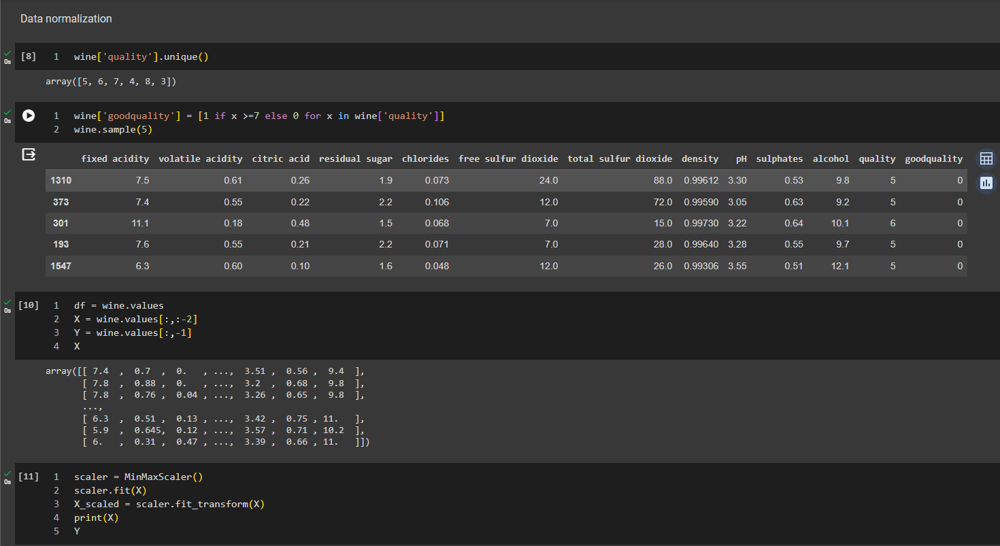 Data normalization
[8] 1 wine['quality'].unique()
0s
array([5, 6, 7, 4, 8, 3])
1 wine['goodquality'] = [1 if x >=7 else 0 for x in wine['quality']]
0s
2 wine.sample(5)
fixed acidity volatile acidity citric acid residual sugar chlorides free sulfur dioxide total sulfur dioxide density pH sulphates alcohol quality goodquality
1310 7.5 0.61 0.26 1.9 0.073 24.0 88.0 0.99612 3.30 0.53 9.8 5 0
373 7.4 0.55 0.22 2.2 0.106 12.0 72.0 0.99590 3.05 0.63 9.2 5 0
301 11.1 0.18 0.48 1.5 0.068 7.0 15.0 0.99730 3.22 0.64 10.1 6 0
193 7.6 0.55 0.21 2.2 0.071 7.0 28.0 0.99640 3.28 0.55 9.7 5 0
1547 6.3 0.60 0.10 1.6 0.048 12.0 26.0 0.99306 3.55 0.51 12.1 5 0
[10] 1 df = wine.values
0s
2 X = wine.values[:,:-2]
3 Y = wine.values[:,-1]
4 X
array([[ 7.4 , 0.7 , 0. , ..., 3.51 , 0.56 , 9.4 ],
[ 7.8 , 0.88 , 0. , ..., 3.2 , 0.68 , 9.8 ],
[ 7.8 , 0.76 , 0.04 , ..., 3.26 , 0.65 , 9.8 ],
...,
[ 6.3 , 0.51 , 0.13 , ..., 3.42 , 0.75 , 11. ],
[ 5.9 , 0.645, 0.12 , ..., 3.57 , 0.71 , 10.2 ],
[ 6. , 0.31 , 0.47 , ..., 3.39 , 0.66 , 11. ]])
[11] 1 scaler = MinMaxScaler()
0s
2 scaler.fit(X)
3 X_scaled = scaler.fit_transform(X)
4 print(X)
5 Y